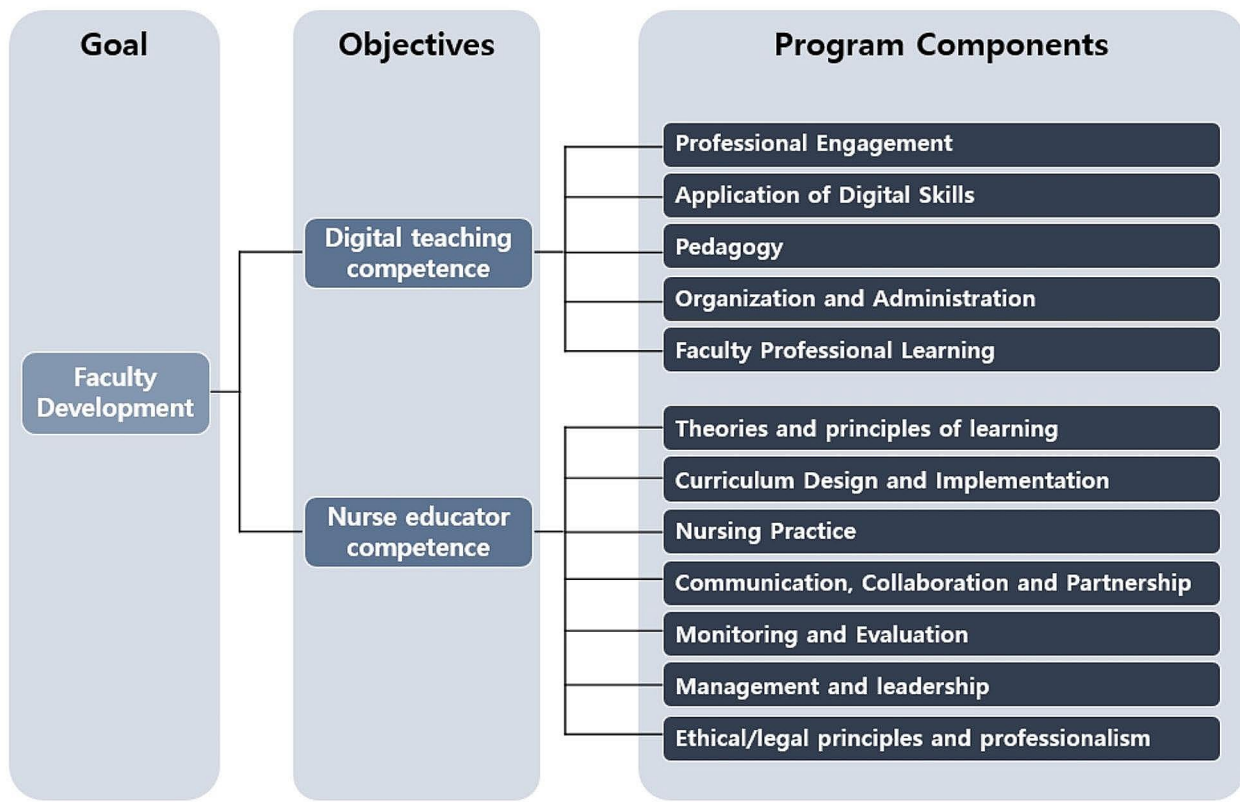 Goal
Objectives
Program Components
Faculty
Development
Digital teaching
competence
Nurse educator
competence
Professional Engagement
Application of Digital Skills
Pedagogy
Organization and Administration
Faculty Professional Learning
Theories and principles of learning
Curriculum Design and Implementation
Nursing Practice
Communication, Collaboration and Partnership
Monitoring and Evaluation
Management and leadership
Ethical/legal principles and professionalism